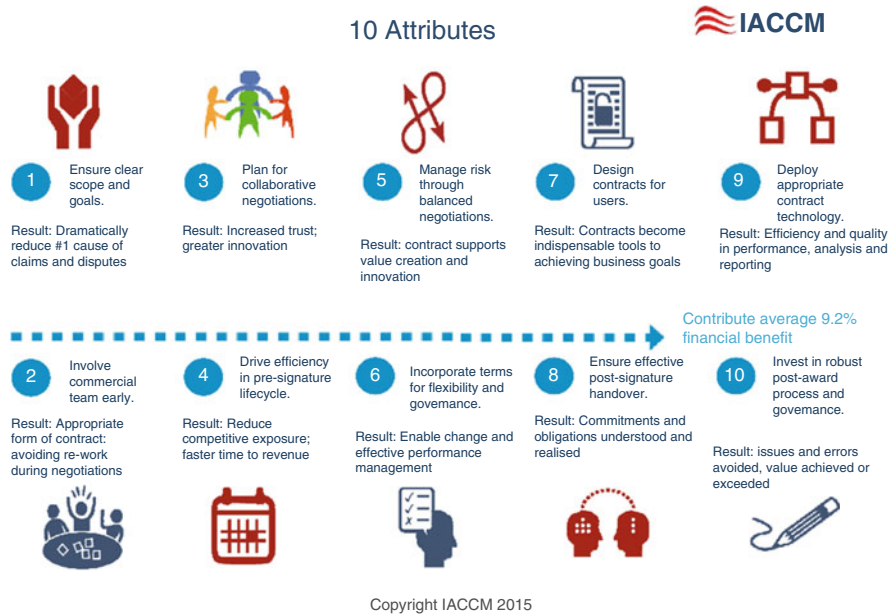 10 Attributes
IACCM
1
Ensure clear
scope and
goals.
Result: Dramatically
reduce #1 cause of
claims and disputes
3
Plan for
collaborative
negotiations.
Result: Increased trust;
greater innovation
5
Manage risk
through
balanced
negotiations.
Result: contract supports
value creation and
innovation
7
Design
contracts for
users.
Result: Contracts become
indispensable tools to
achieving business goals
9
Deploy
appropriate
contract
technology.
Result: Efficiency and quality
in performance, analysis and
reporting
Contribute average 9.2%
financial benefit
2
Involve
commercial
team early.
Result: Appropriate
form of contract:
avoiding re-work
during negotiations
4
Drive efficiency
in pre-signature
lifecycle.
Result: Reduce
competitive exposure;
faster time to revenue
6
Incorporate terms
for flexibility and
governance.
Result: Enable change and
effective performance
management
8
Ensure effective
post-signature
handover.
Result: Commitments and
obligations understood and
realised
10
Invest in robust
post-award
process and
governance.
Result: issues and errors
avoided, value achieved or
exceeded
Copyright IACCM 2015